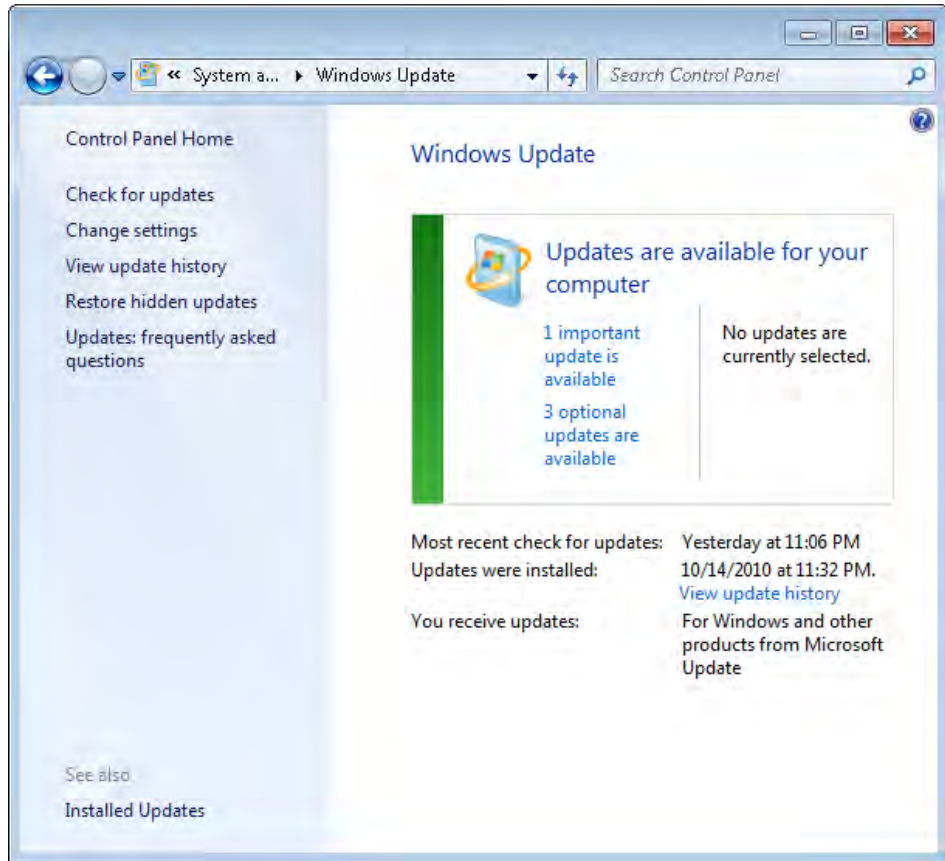 « System a... ▸ Windows Update
Search Control Panel
Control Panel Home
Check for updates
Change settings
View update history
Restore hidden updates
Updates: frequently asked
questions
See also
Installed Updates
Windows Update
Updates are available for your
computer
1 important
update is
available
3 optional
updates are
available
No updates are
currently selected.
Most recent check for updates: Yesterday at 11:06 PM
Updates were installed: 10/14/2010 at 11:32 PM.
View update history
You receive updates: For Windows and other
products from Microsoft
Update